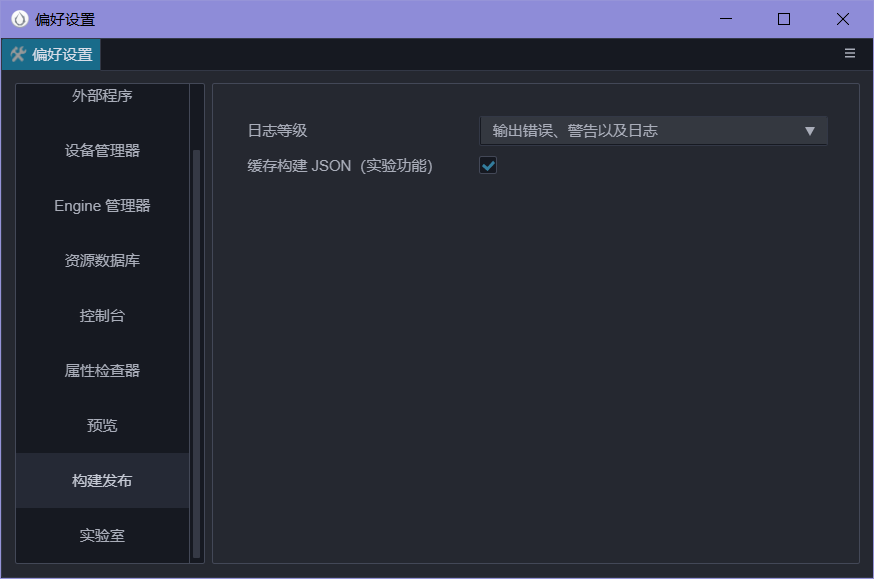 偏好设置
偏好设置
外部程序
设备管理器
Engine 管理器
资源数据库
控制台
属性检查器
预览
构建发布
实验室
日志等级
输出错误、警告以及日志
缓存构建 JSON（实验功能）